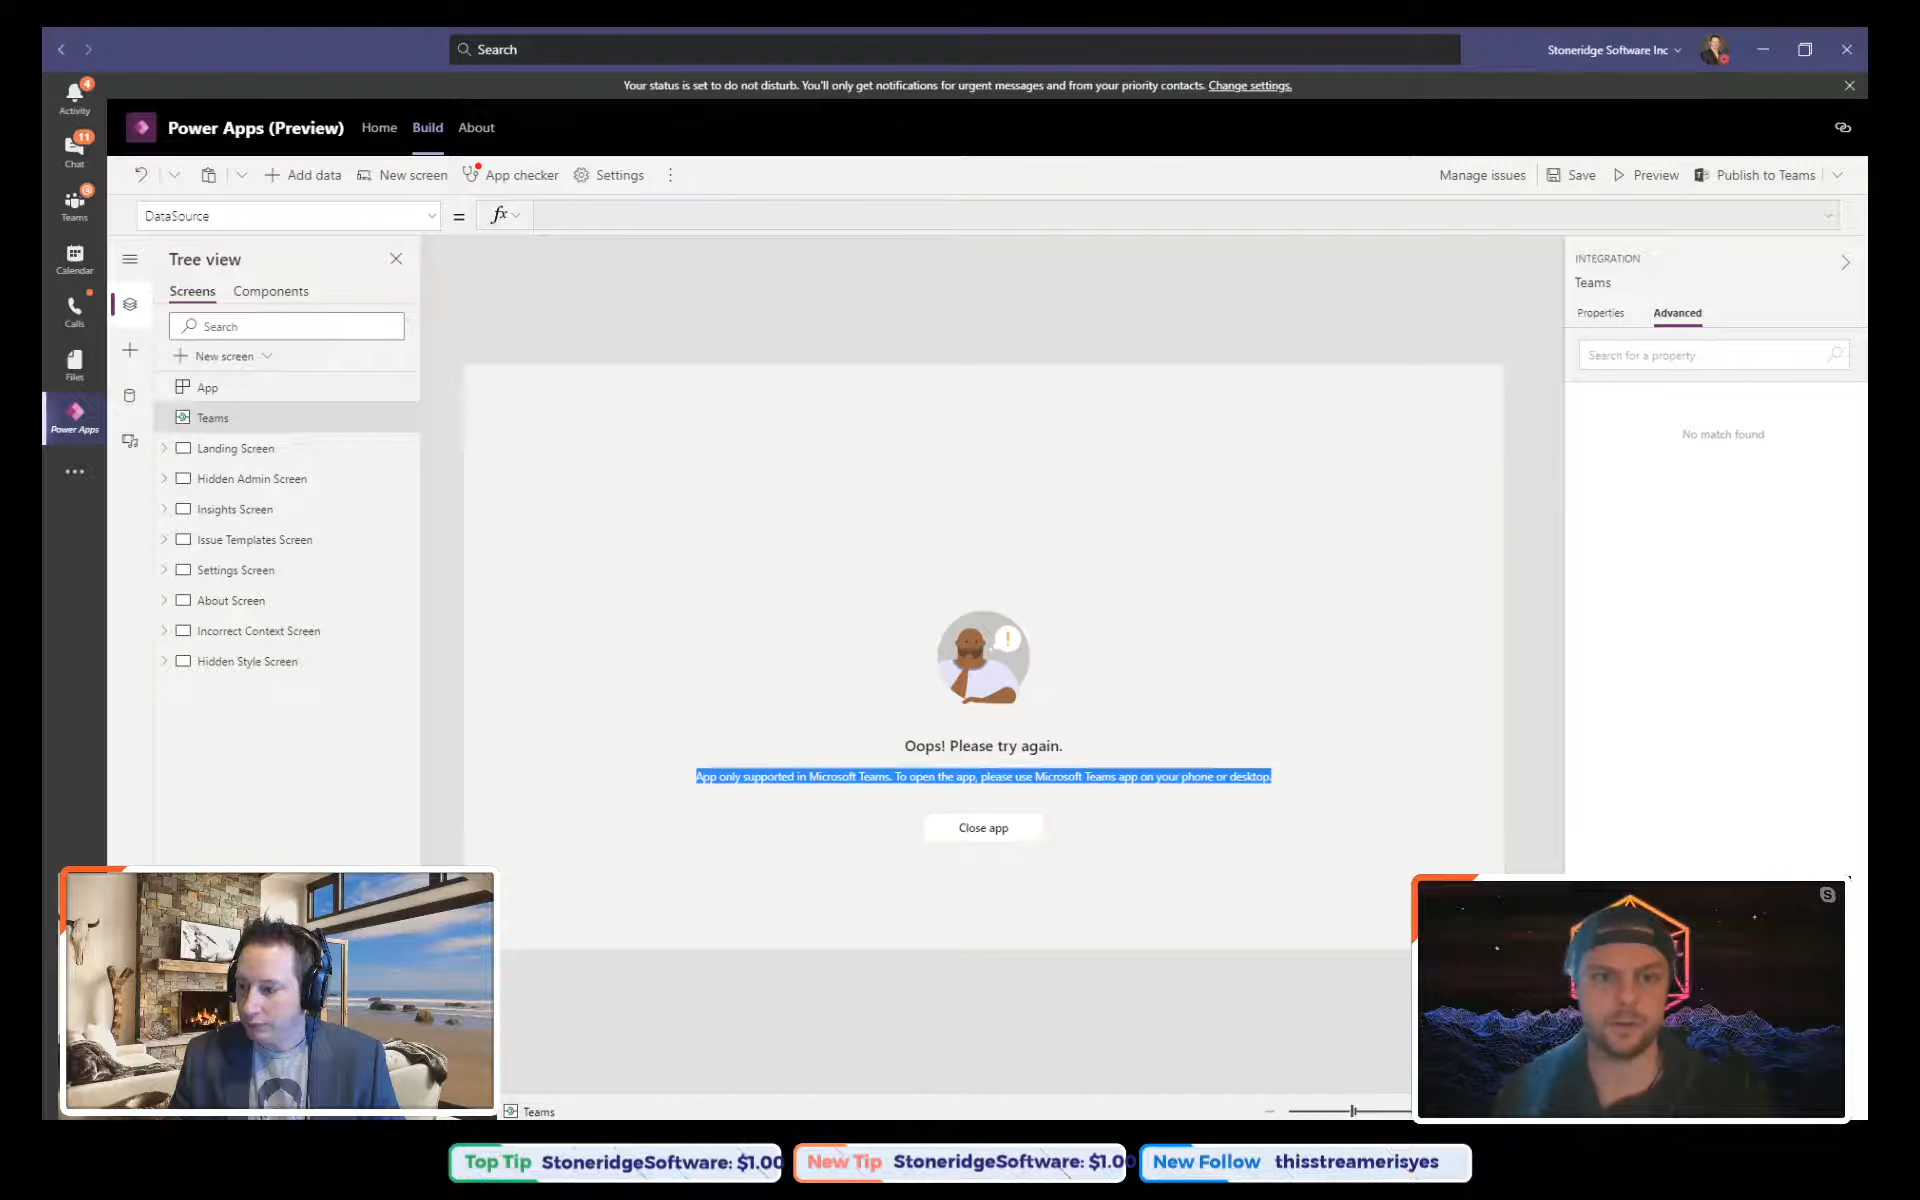 Search
Stoneridge Software Inc
Your status is set to do not disturb. You'll only get notifications for urgent messages and from your priority contacts. Change settings.
4
Activity
11
Chat
@
Teams
Calendar
Calls
Files
Power Apps
Power Apps (Preview)
Home
Build
About
Add data
New screen
App checker
Settings
Manage issues
Save
Preview
Publish to Teams
DataSource
=
fx
Tree view
Screens
Components
Search
New screen
App
Teams
Landing Screen
Hidden Admin Screen
Insights Screen
Issue Templates Screen
Settings Screen
About Screen
Incorrect Context Screen
Hidden Style Screen
Oops! Please try again.
App only supported in Microsoft Teams. To open the app, please use Microsoft Teams app on your phone or desktop.
Close app
INTEGRATION
Teams
Properties
Advanced
Search for a property...
No match found
Teams
Top Tip StoneridgeSoftware: $1.00
New Tip StoneridgeSoftware: $1.00
New Follow thisstreamerisyes